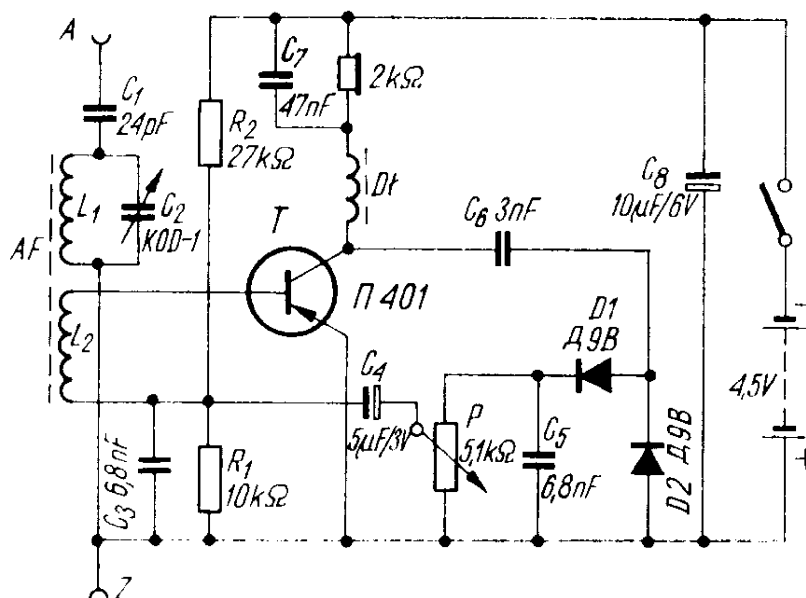 A
C1
24pF
L1
C2
KOD-1
AF
L2
C3 6,8nF
R2
27kΩ
R1
10kΩ
C7
47nF
2kΩ
Dł
T
П 401
C4
5µF/3V
C6 3nF
D1
Д9В
P
5,1kΩ
C5
6,8nF
D2 Д9В
C8
10µF/6V
4,5V
+
Z